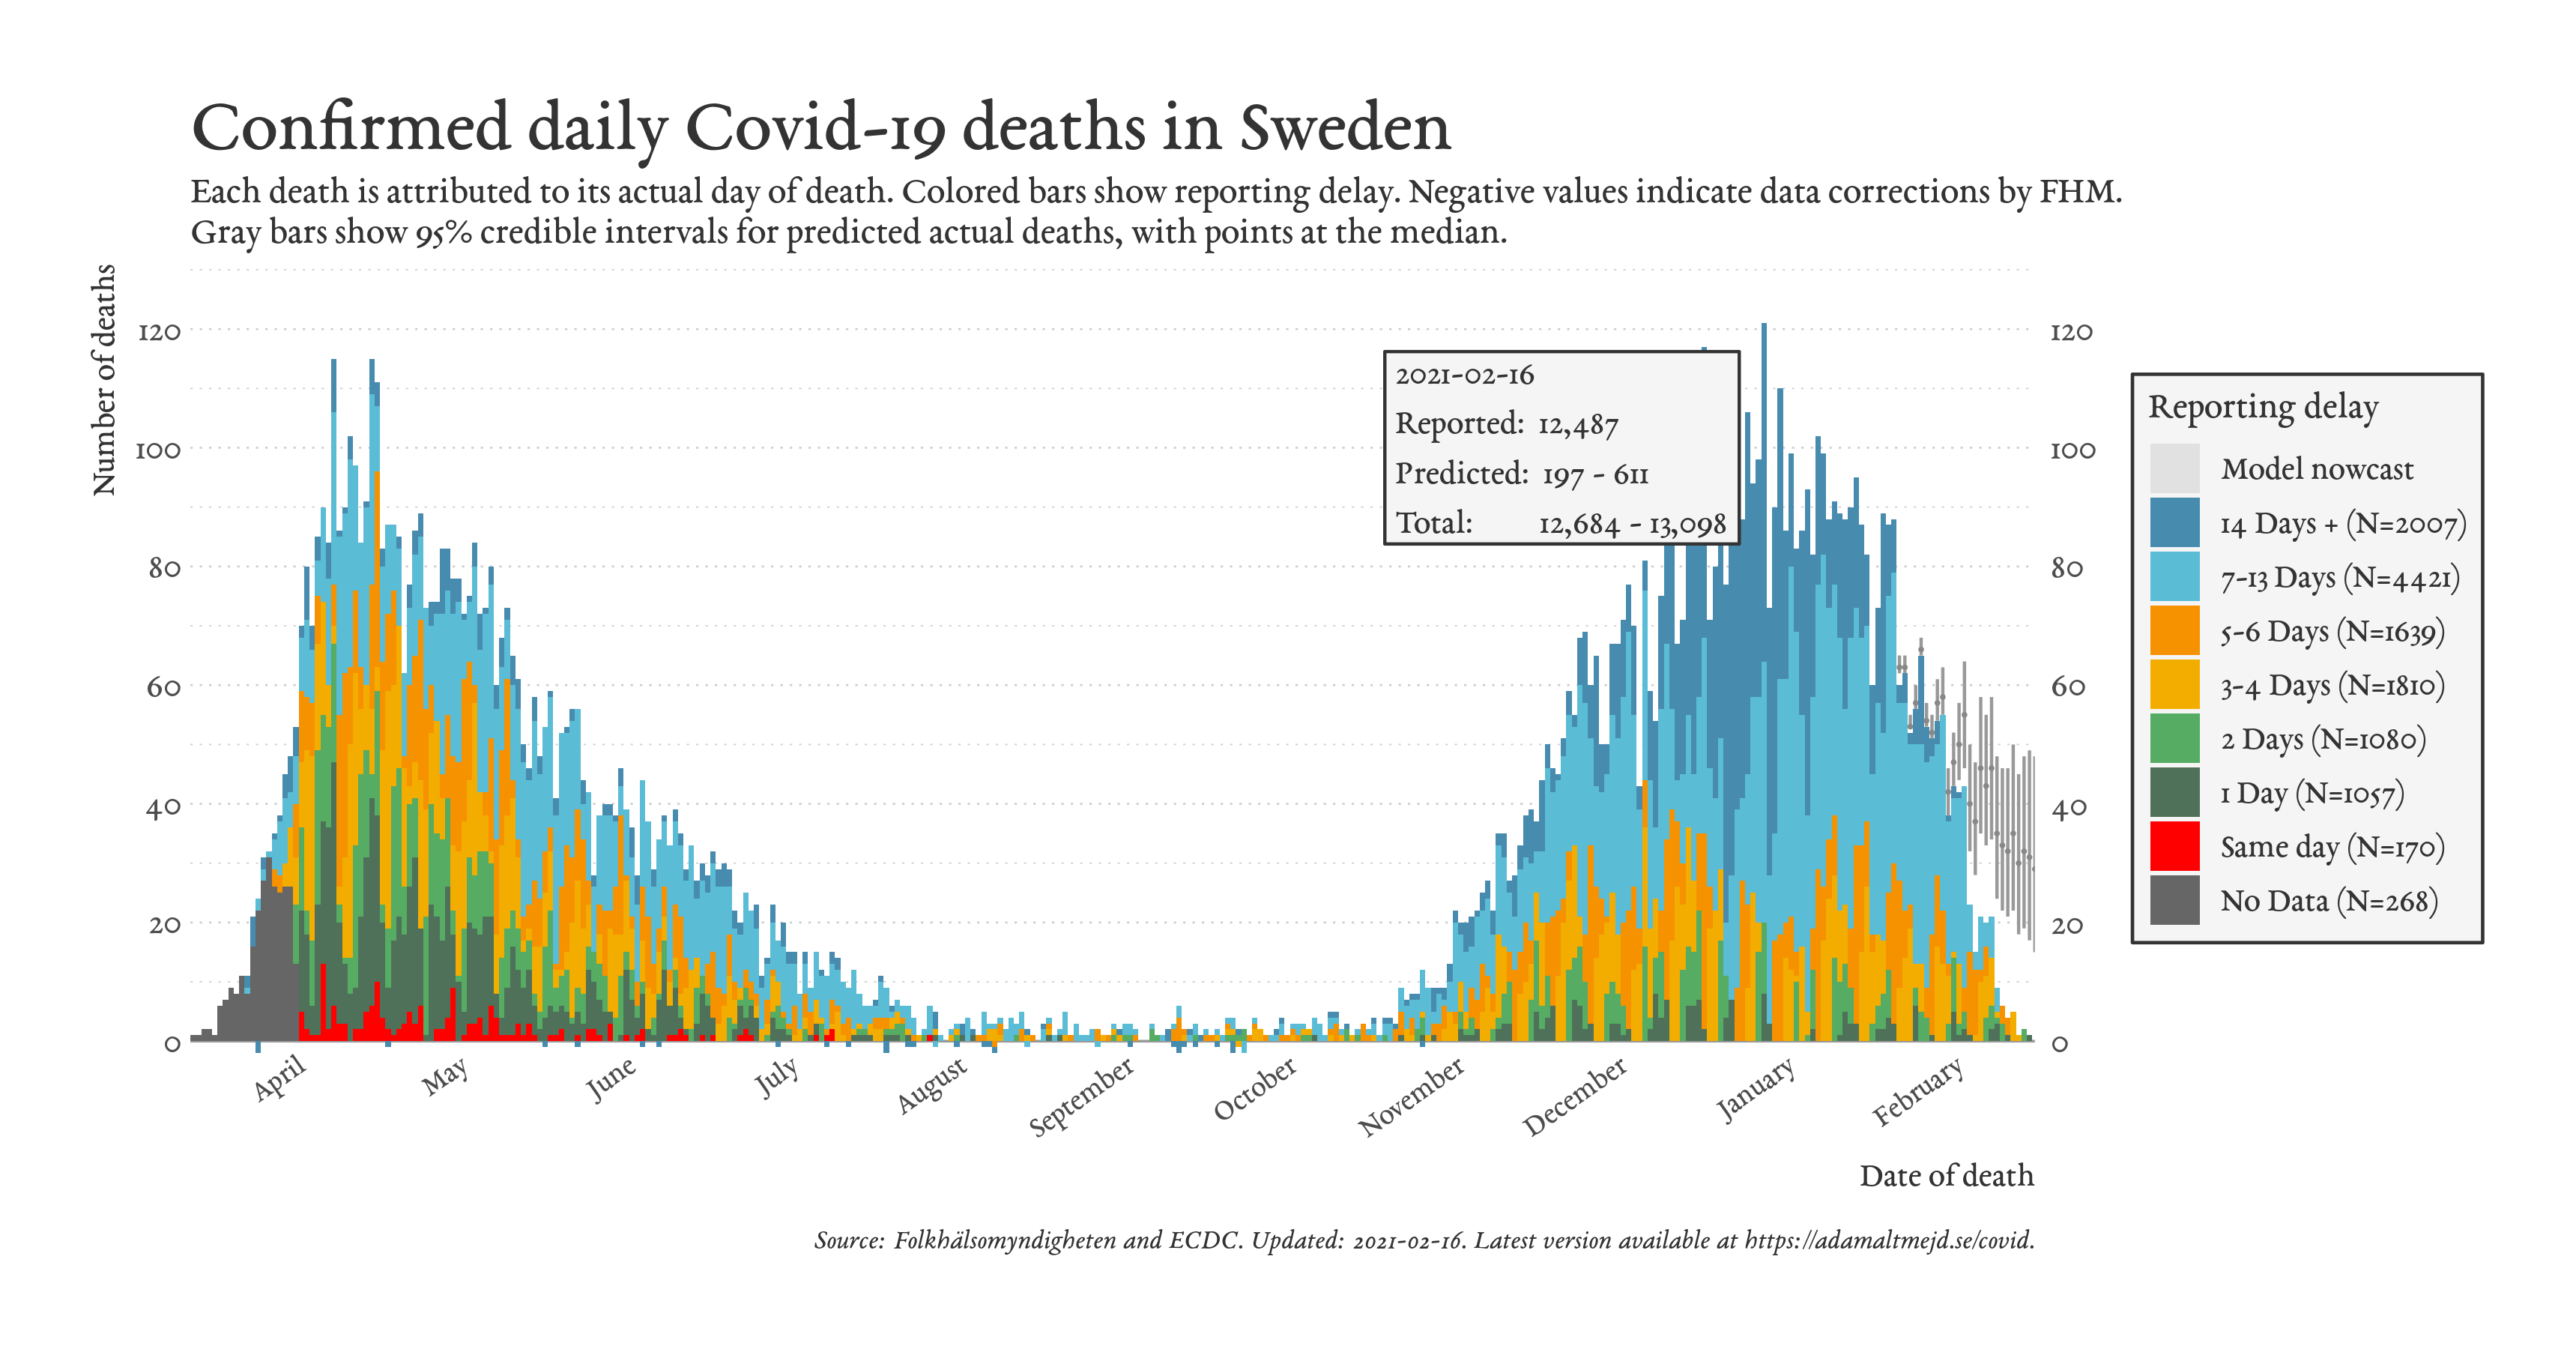 Confirmed daily Covid-19 deaths in Sweden
Each death is attributed to its actual day of death. Colored bars show reporting delay. Negative values indicate data corrections by FHM.
Gray bars show 95% credible intervals for predicted actual deaths, with points at the median.
Number of deaths
120
100
80
60
40
20
0
120
100
80
60
40
20
0
2021-02-16
Reported: 12,487
Predicted: 197 - 611
Total: 12,684 - 13,098
Reporting delay
Model nowcast
14 Days + (N=2007)
7-13 Days (N=4421)
5-6 Days (N=1639)
3-4 Days (N=1810)
2 Days (N=1080)
1 Day (N=1057)
Same day (N=170)
No Data (N=268)
April
May
June
July
August
September
October
November
December
January
February
Date of death
Source: Folkhälsomyndigheten and ECDC. Updated: 2021-02-16. Latest version available at https://adamaltmejd.se/covid.